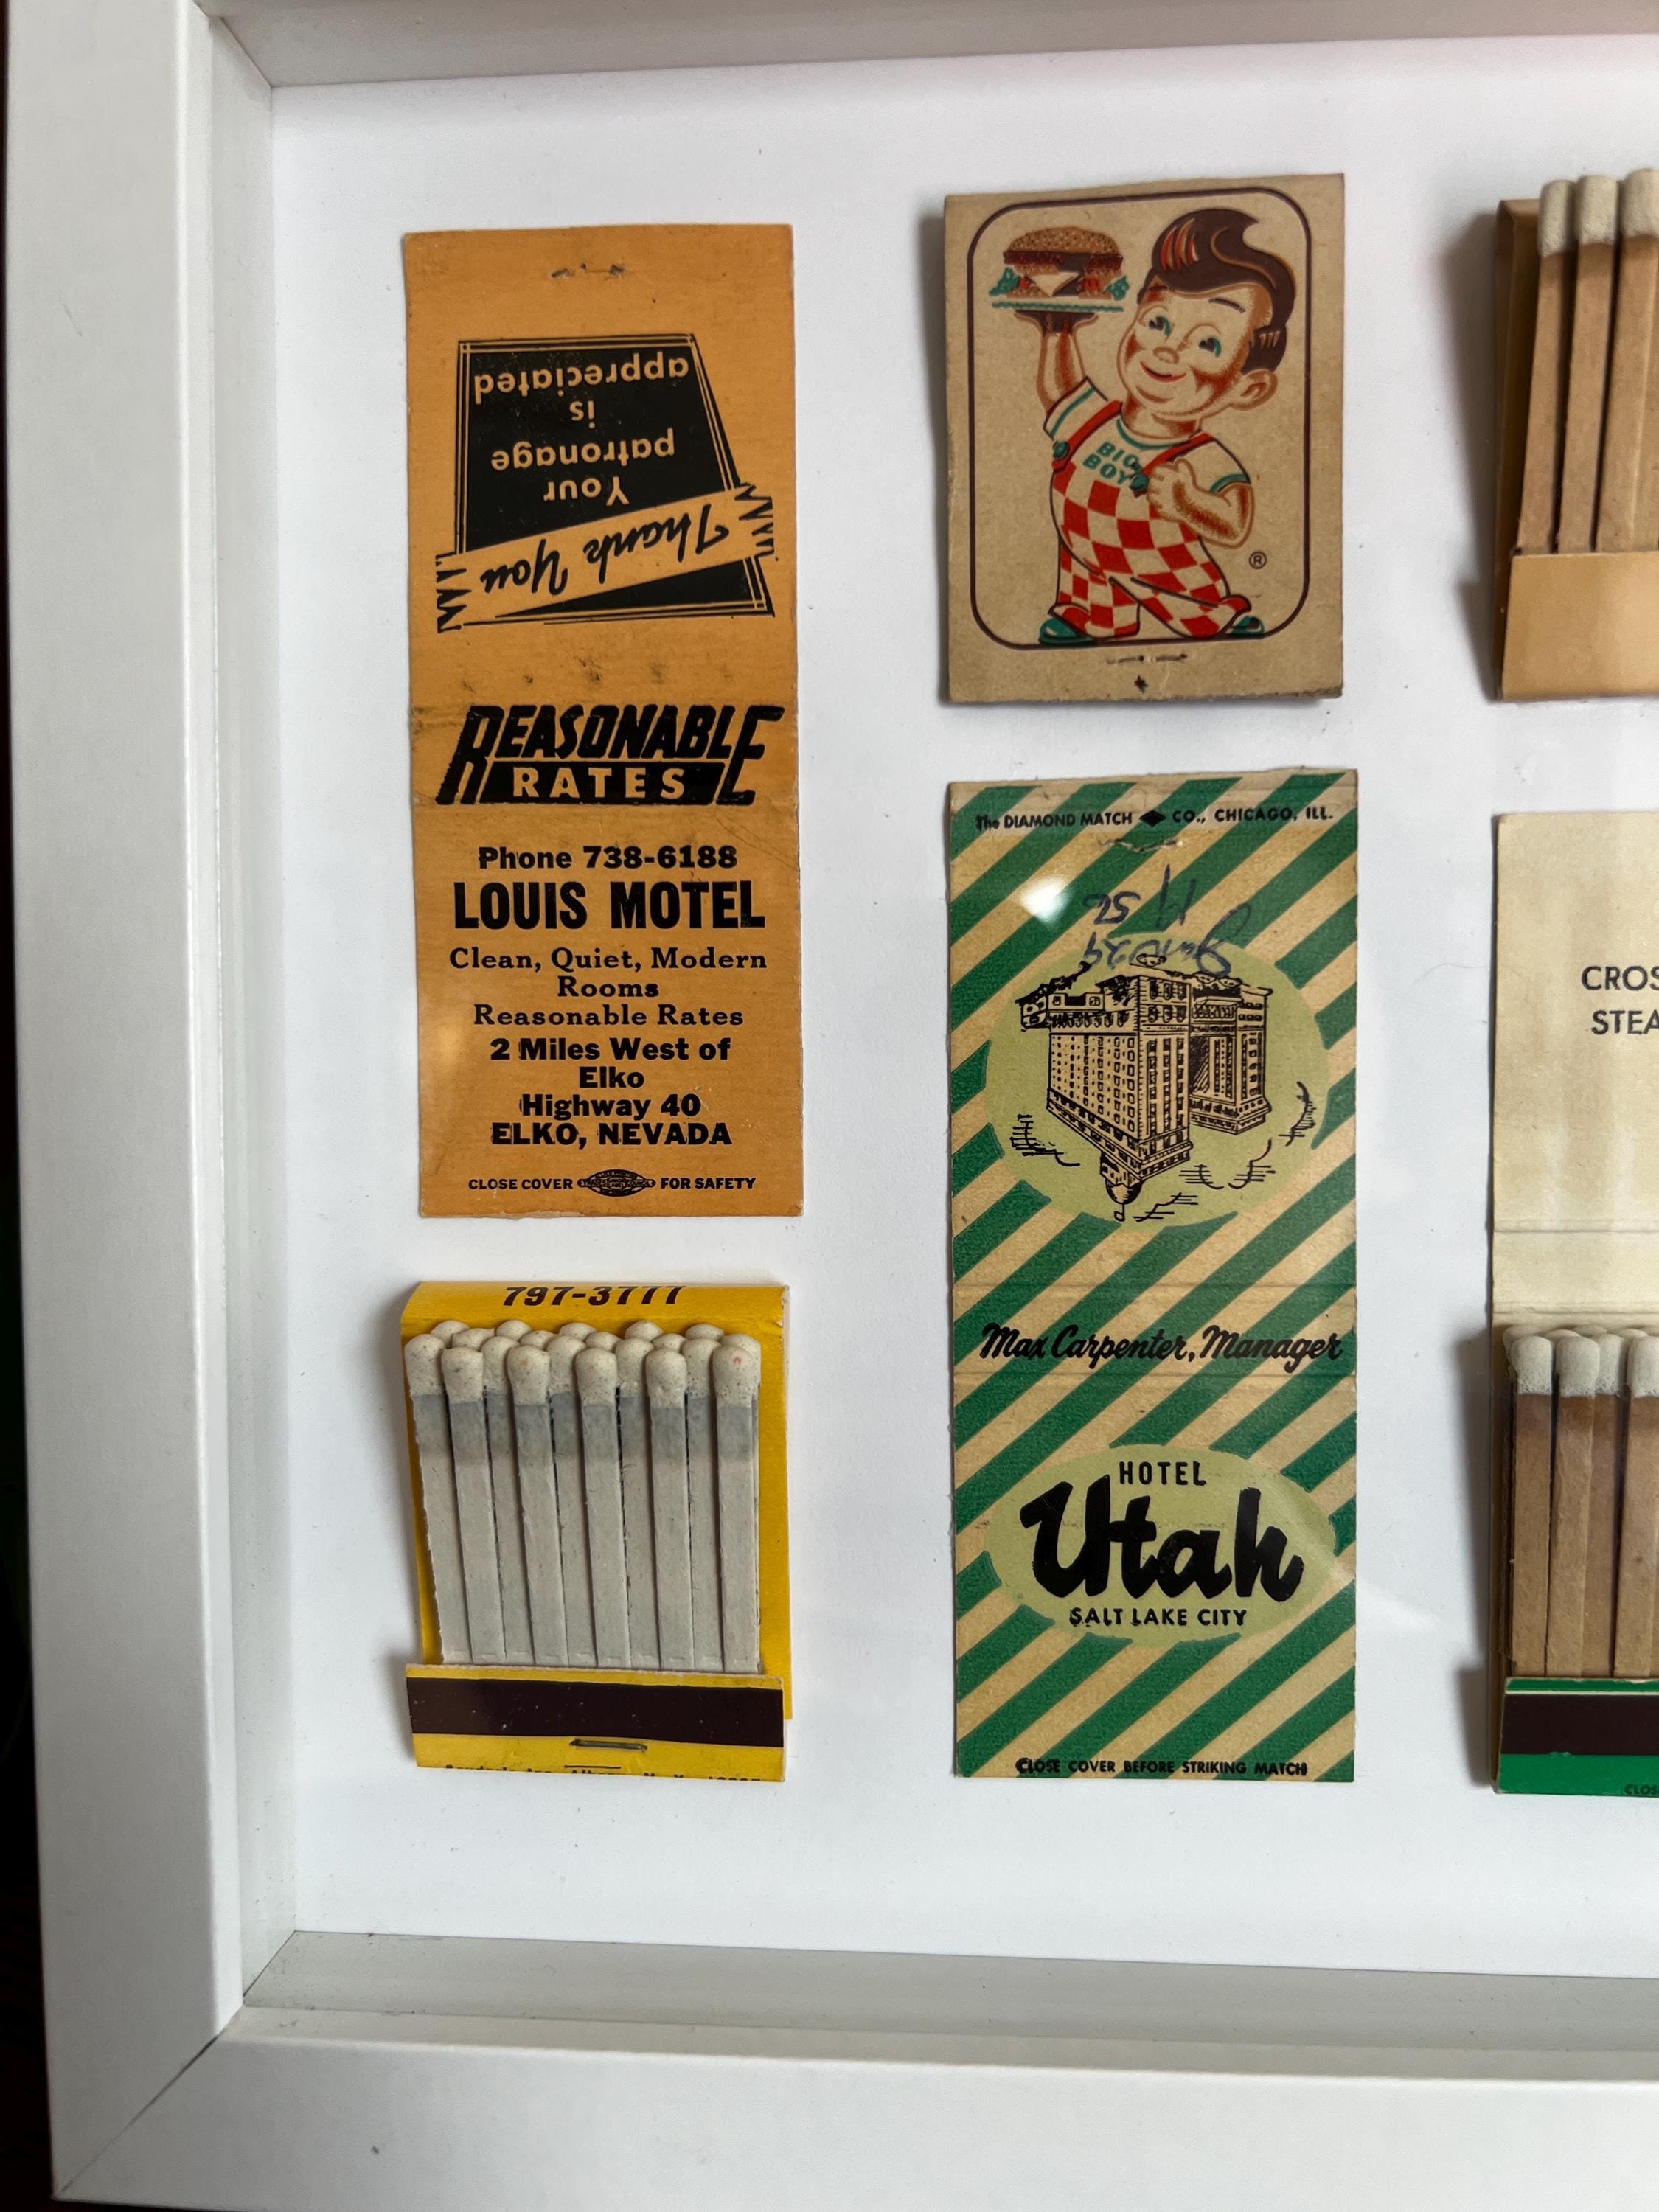 Thank You
Your
patronage
is
appreciated
REASONABLE
RATES
Phone 738-6188
LOUIS MOTEL
Clean, Quiet, Modern
Rooms
Reasonable Rates
2 Miles West of
Elko
Highway 40
ELKO, NEVADA
CLOSE COVER FOR SAFETY
797-3777
BIG
BOY
®
The DIAMOND MATCH CO., CHICAGO, ILL.
Max Carpenter, Manager
HOTEL
Utah
SALT LAKE CITY
CLOSE COVER BEFORE STRIKING MATCH